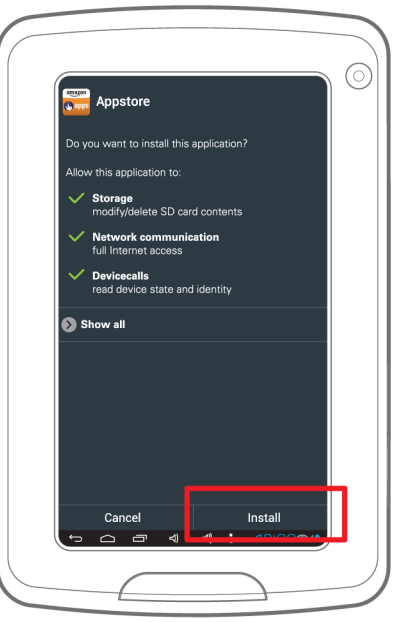 amazon
apps
Appstore
Do you want to install this application?
Allow this application to:
Storage
modify/delete SD card contents
Network communication
full Internet access
Devicecalls
read device state and identity
Show all
Cancel
Install